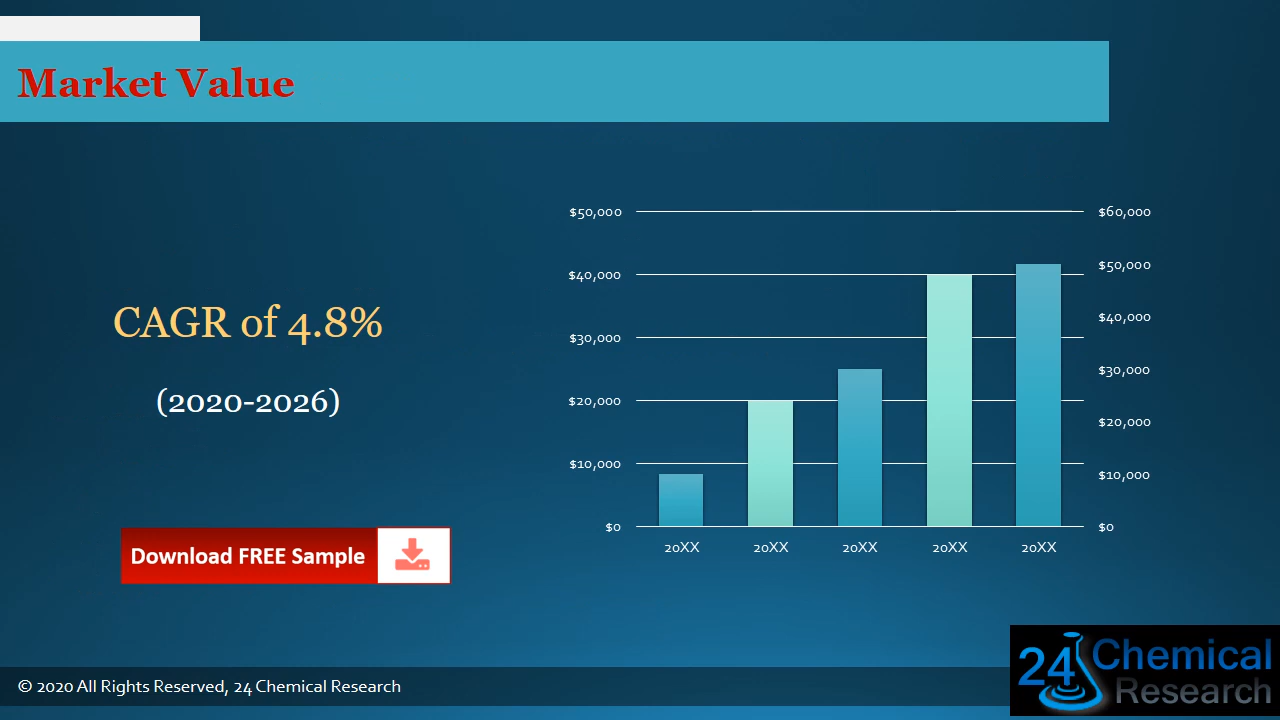 Market Value
CAGR of 4.8%
(2020-2026)
Download FREE Sample
$50,000
$40,000
$30,000
$20,000
$10,000
$0
$60,000
$50,000
$40,000
$30,000
$20,000
$10,000
$0
20XX 20XX 20XX 20XX 20XX
© 2020 All Rights Reserved, 24 Chemical Research
24 Chemical
Research